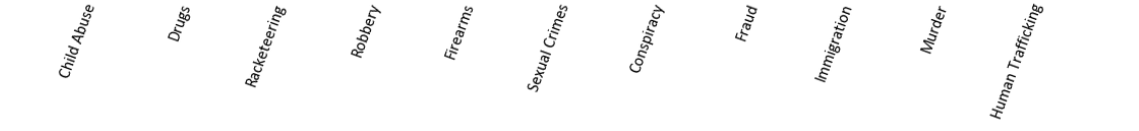 Child Abuse
Drugs
Racketeering
Robbery
Firearms
Sexual Crimes
Conspiracy
Fraud
Immigration
Murder
Human Trafficking